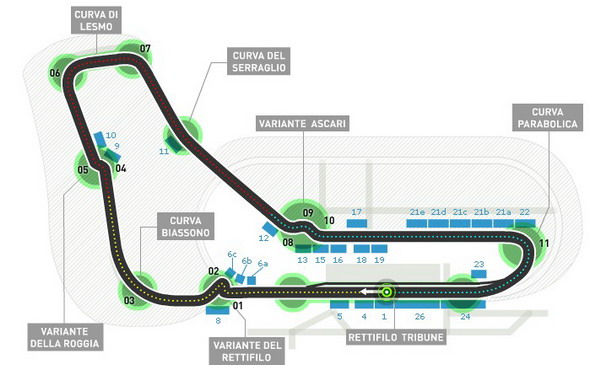 CURVA DI
LESMO
07
06
CURVA DEL
SERRAGLIO
VARIANTE ASCARI
CURVA
PARABOLICA
10
9
11
05
04
17
21e
21d
21c
21b
21a
22
09
10
12
08
13
15
16
18
19
11
CURVA
BIASSONO
6c
6b
6a
23
02
03
01
8
5
4
1
26
24
VARIANTE
DELLA ROGGIA
VARIANTE DEL
RETTIFILO
RETTIFILO TRIBUNE